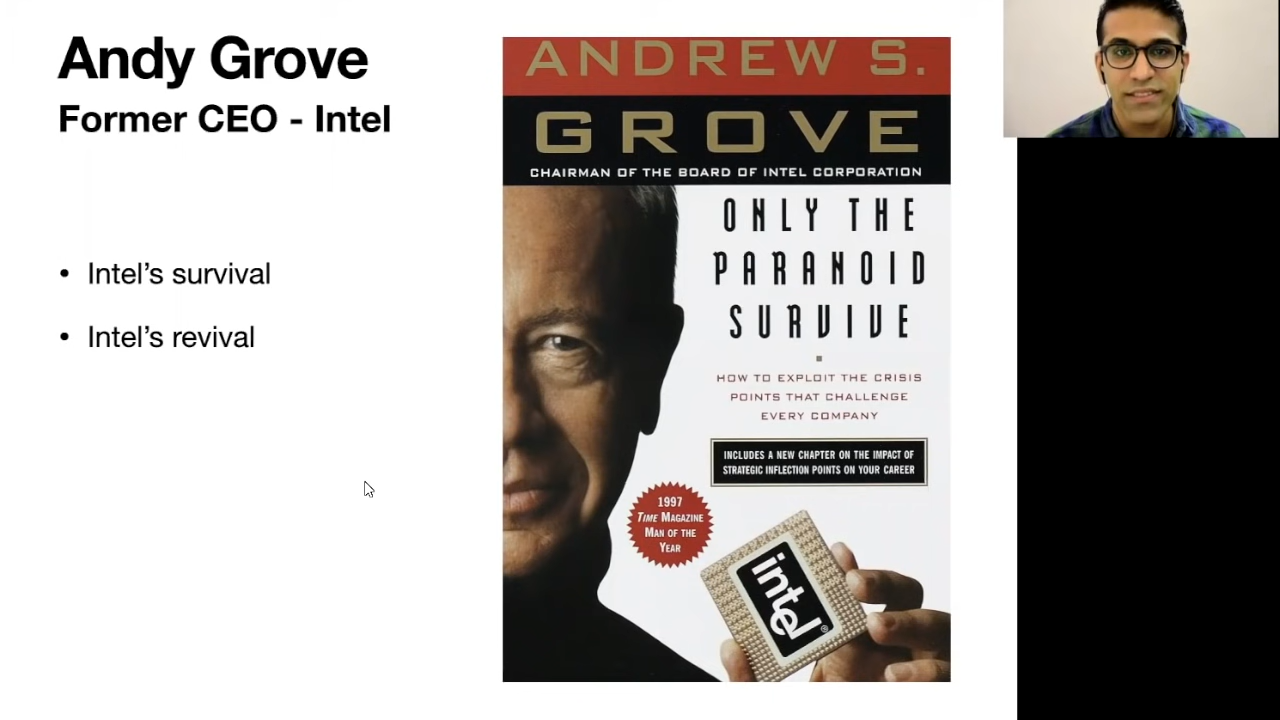 Andy Grove
Former CEO - Intel
• Intel’s survival
• Intel’s revival
ANDREW S.
GROVE
CHAIRMAN OF THE BOARD OF INTEL CORPORATION
ONLY THE
PARANOID
SURVIVE
HOW TO EXPLOIT THE CRISIS
POINTS THAT CHALLENGE
EVERY COMPANY
INCLUDES A NEW CHAPTER ON THE IMPACT OF
STRATEGIC INFLECTION POINTS ON YOUR CAREER
1997
TIME MAGAZINE
MAN OF THE
YEAR
intel®